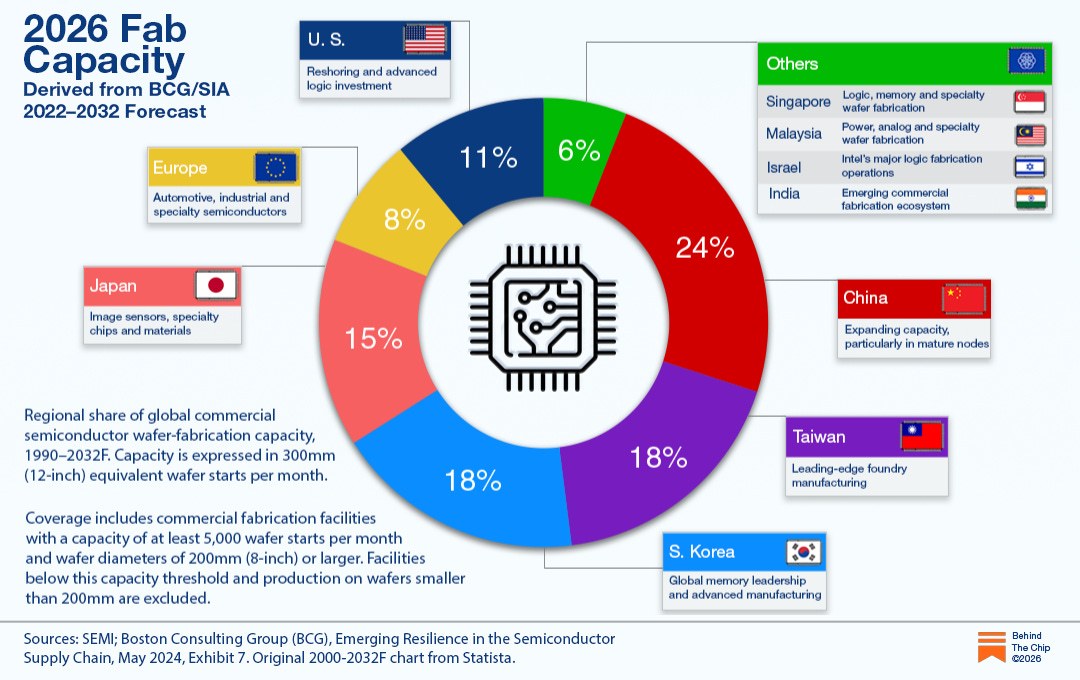 2026 Fab
Capacity
Derived from BCG/SIA
2022–2032 Forecast
U. S.
Reshoring and advanced
logic investment
Others
Singapore
Logic, memory and specialty
wafer fabrication
Malaysia
Power, analog and specialty
wafer fabrication
Israel
Intel's major logic fabrication
operations
India
Emerging commercial
fabrication ecosystem
Europe
Automotive, industrial and
specialty semiconductors
Japan
Image sensors, specialty
chips and materials
11%
6%
8%
24%
15%
18%
18%
China
Expanding capacity,
particularly in mature nodes
Taiwan
Leading-edge foundry
manufacturing
S. Korea
Global memory leadership
and advanced manufacturing
Regional share of global commercial
semiconductor wafer-fabrication capacity,
1990–2032F. Capacity is expressed in 300mm
(12-inch) equivalent wafer starts per month.
Coverage includes commercial fabrication facilities
with a capacity of at least 5,000 wafer starts per month
and wafer diameters of 200mm (8-inch) or larger. Facilities
below this capacity threshold and production on wafers smaller
than 200mm are excluded.
Sources: SEMI; Boston Consulting Group (BCG), Emerging Resilience in the Semiconductor
Supply Chain, May 2024, Exhibit 7. Original 2000-2032F chart from Statista.
Behind
The Chip
©2026